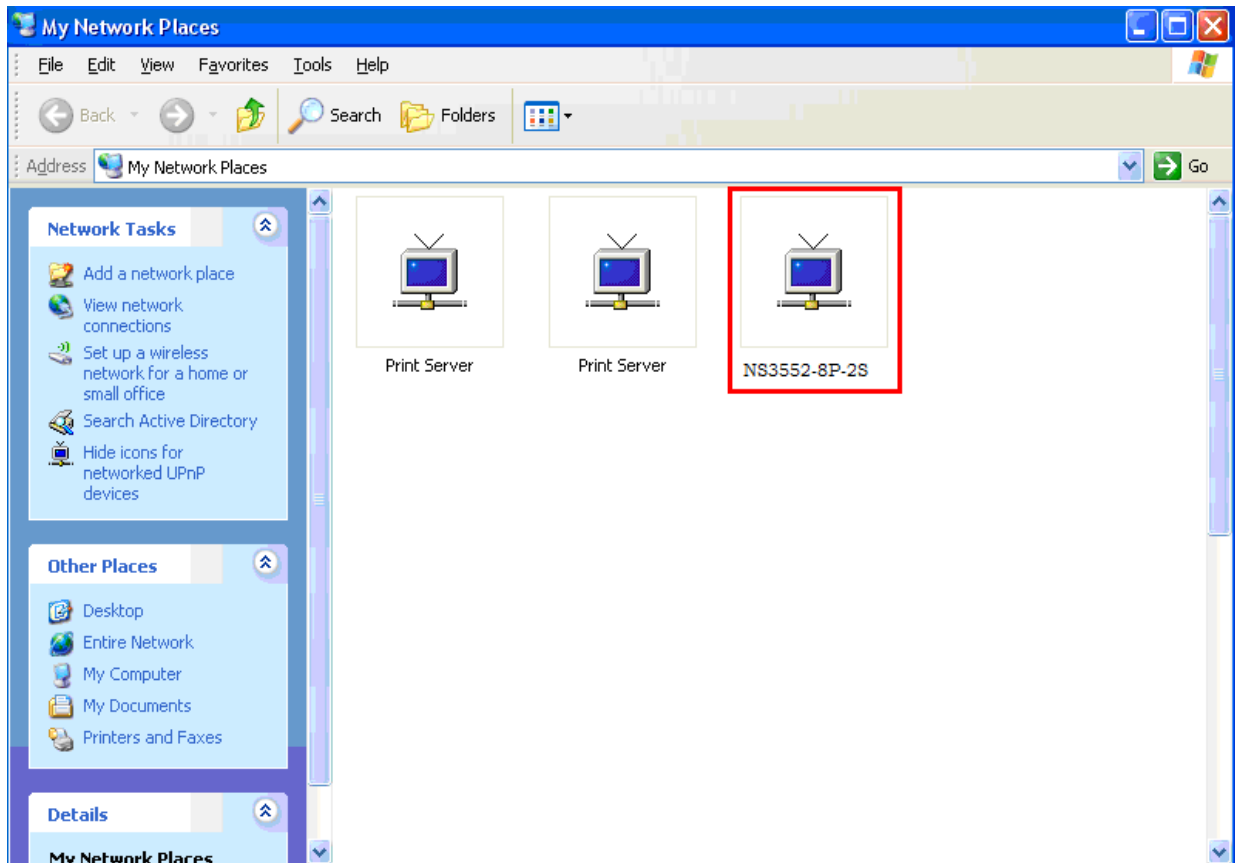 My Network Places
File Edit View Favorites Tools Help
Back Search Folders
Address My Network Places Go
Network Tasks
Add a network place
View network
connections
Set up a wireless
network for a home or
small office
Search Active Directory
Hide icons for
networked UPnP
devices
Other Places
Desktop
Entire Network
My Computer
My Documents
Printers and Faxes
Details
My Network Places
Print Server
Print Server
NS3552-8P-2S